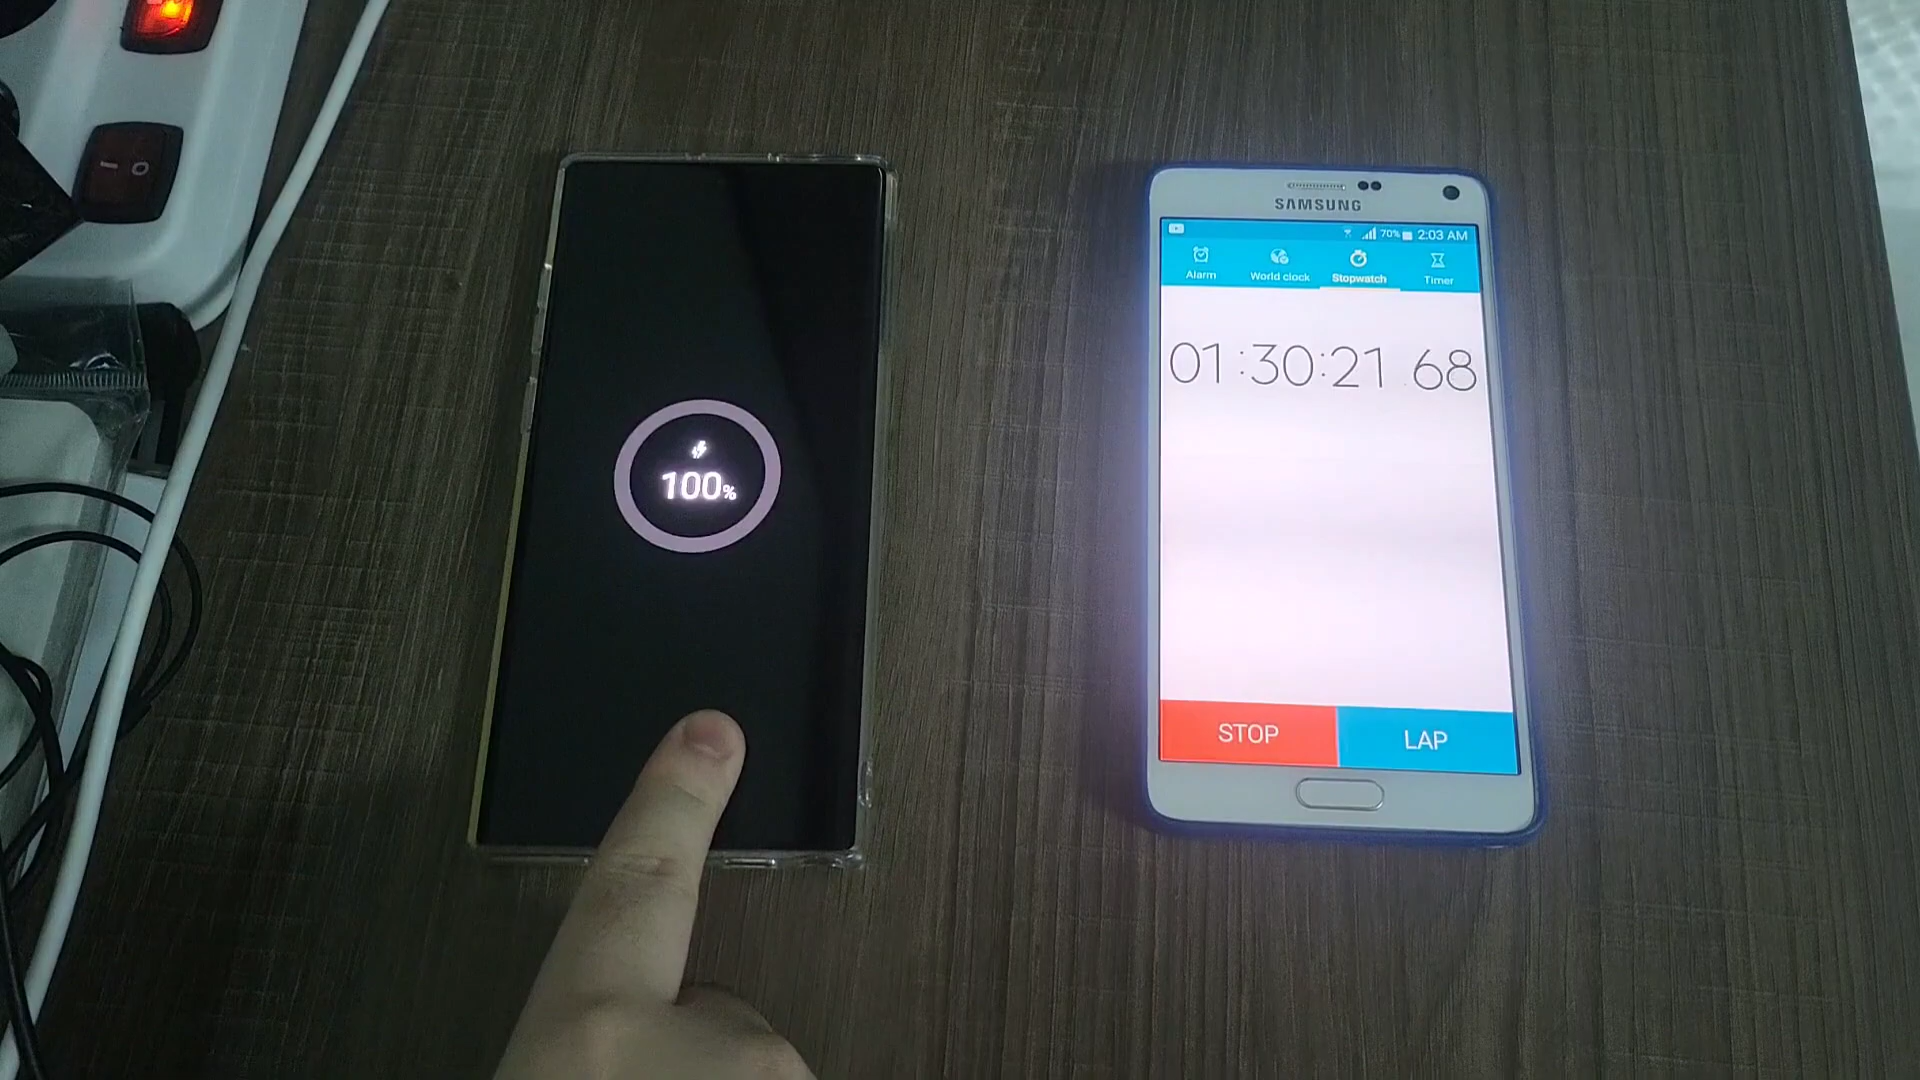 I O
100%
SAMSUNG
70% 2:03 AM
Alarm World clock Stopwatch Timer
01:30:21.68
STOP LAP